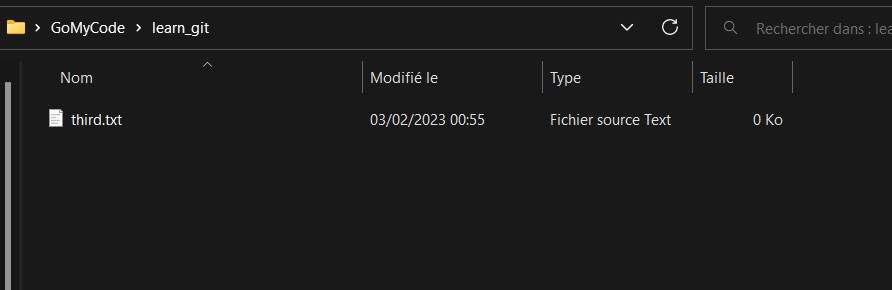 GoMyCode > learn_git
Rechercher dans : lea
Nom Modifié le Type Taille
third.txt 03/02/2023 00:55 Fichier source Text 0 Ko